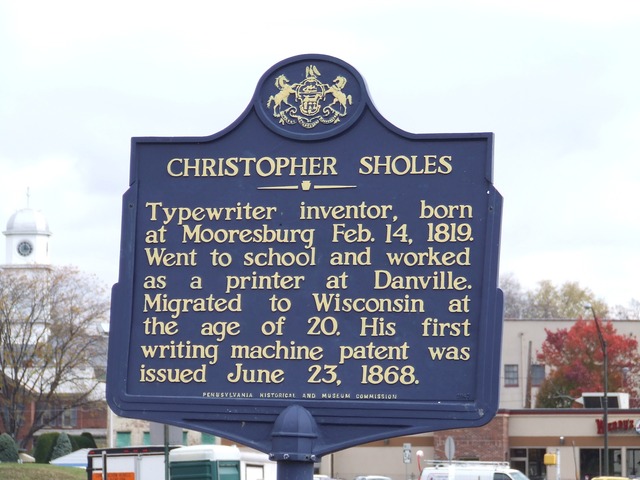 CHRISTOPHER SHOLES
Typewriter inventor, born
at Mooresburg Feb. 14, 1819.
Went to school and worked
as a printer at Danville.
Migrated to Wisconsin at
the age of 20. His first
writing machine patent was
issued June 23, 1868.
PENNSYLVANIA HISTORICAL AND MUSEUM COMMISSION